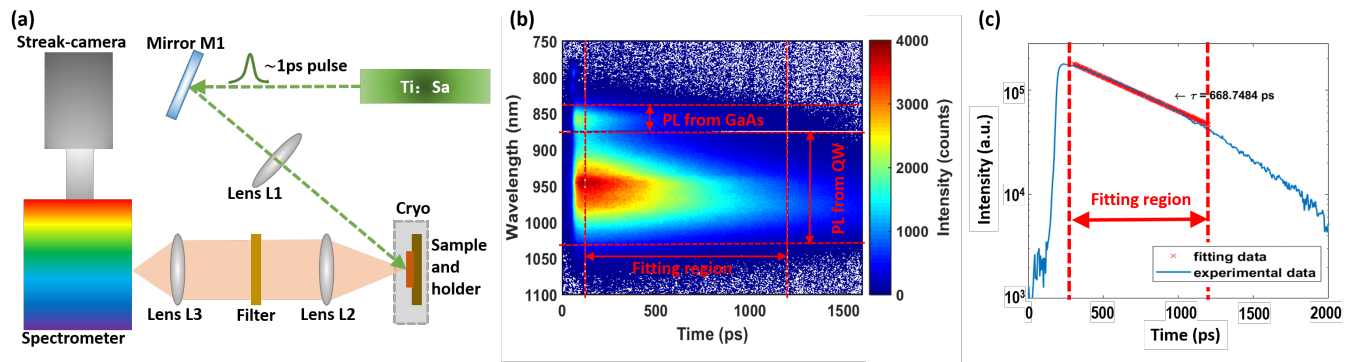 (a)
Streak-camera
Mirror M1
~1ps pulse
Ti: Sa
Lens L1
Cryo
Sample
and
holder
Lens L3
Filter
Lens L2
Spectrometer
(b)
750
800
850
900
950
1000
1050
1100
Wavelength (nm)
0
500
1000
1500
Time (ps)
PL from GaAs
PL from QW
Fitting region
4000
3000
2000
1000
0
Intensity (counts)
(c)
10^5
10^4
10^3
Intensity (a.u.)
← τ = 668.7484 ps
Fitting region
fitting data
experimental data
0
500
1000
1500
2000
Time (ps)